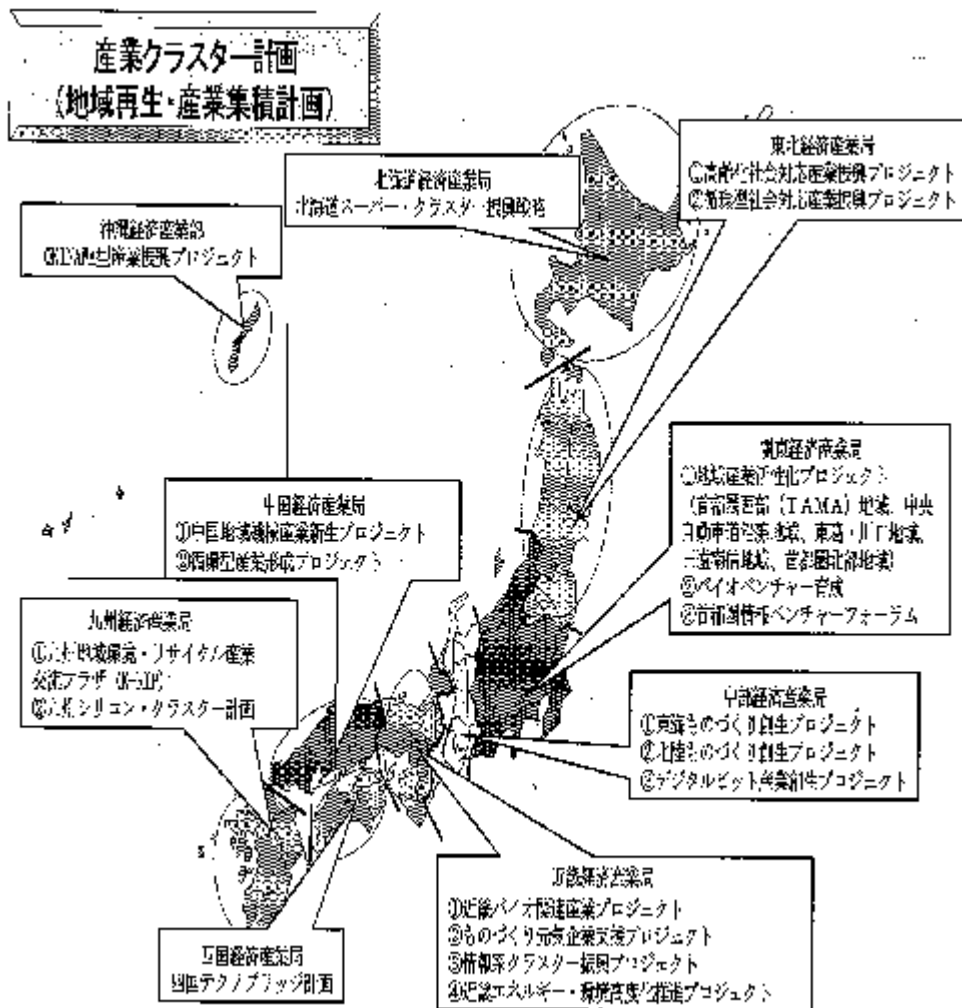 産業クラスター計画
(地域再生・産業集積計画)
東北経済産業局
①高齢化社会対応産業振興プロジェクト
②循環型社会対応産業振興プロジェクト
北海道経済産業局
北海道スーパー・クラスター振興戦略
沖縄経済産業部
OKINAWA型産業振興プロジェクト
関東経済産業局
①地域産業活性化プロジェクト
(首都圏西部(TAMA)地域、中央
自動車道沿線地域、東葛・川口地域、
三遠南信地域、首都圏北部地域)
②バイオベンチャー育成
③首都圏情報ベンチャーフォーラム
中国経済産業局
①中国地域機械産業新生プロジェクト
②循環型産業形成プロジェクト
九州経済産業局
①九州地域環境・リサイクル産業
交流プラザ(K-RIP)
②九州シリコン・クラスター計画
中部経済産業局
①東海ものづくり創生プロジェクト
②北陸ものづくり創生プロジェクト
③デジタルビット産業創生プロジェクト
近畿経済産業局
①近畿バイオ関連産業プロジェクト
②ものづくり元気企業支援プロジェクト
③情報系クラスター振興プロジェクト
④近畿エネルギー・環境高度化推進プロジェクト
四国経済産業局
四国テクノブリッジ計画